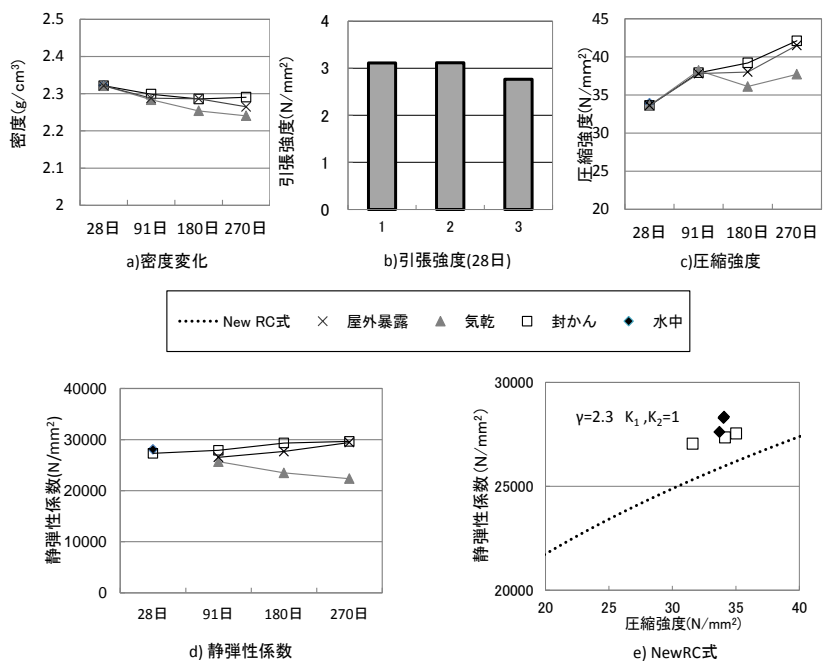 密度(g/cm³)
2.5
2.4
2.3
2.2
2.1
2
28日 91日 180日 270日
a)密度変化
引張強度(N/mm²)
4
3
2
1
0
1 2 3
b)引張強度(28日)
圧縮強度(N/mm²)
45
40
35
30
25
20
28日 91日 180日 270日
c)圧縮強度
New RC式 屋外暴露 気乾 封かん 水中
静弾性係数(N/mm²)
40000
30000
20000
10000
0
28日 91日 180日 270日
d) 静弾性係数
静弾性係数(N/mm²)
30000
25000
20000
γ=2.3 K₁ ,K₂=1
20 25 30 35 40
圧縮強度(N/mm²)
e) NewRC式